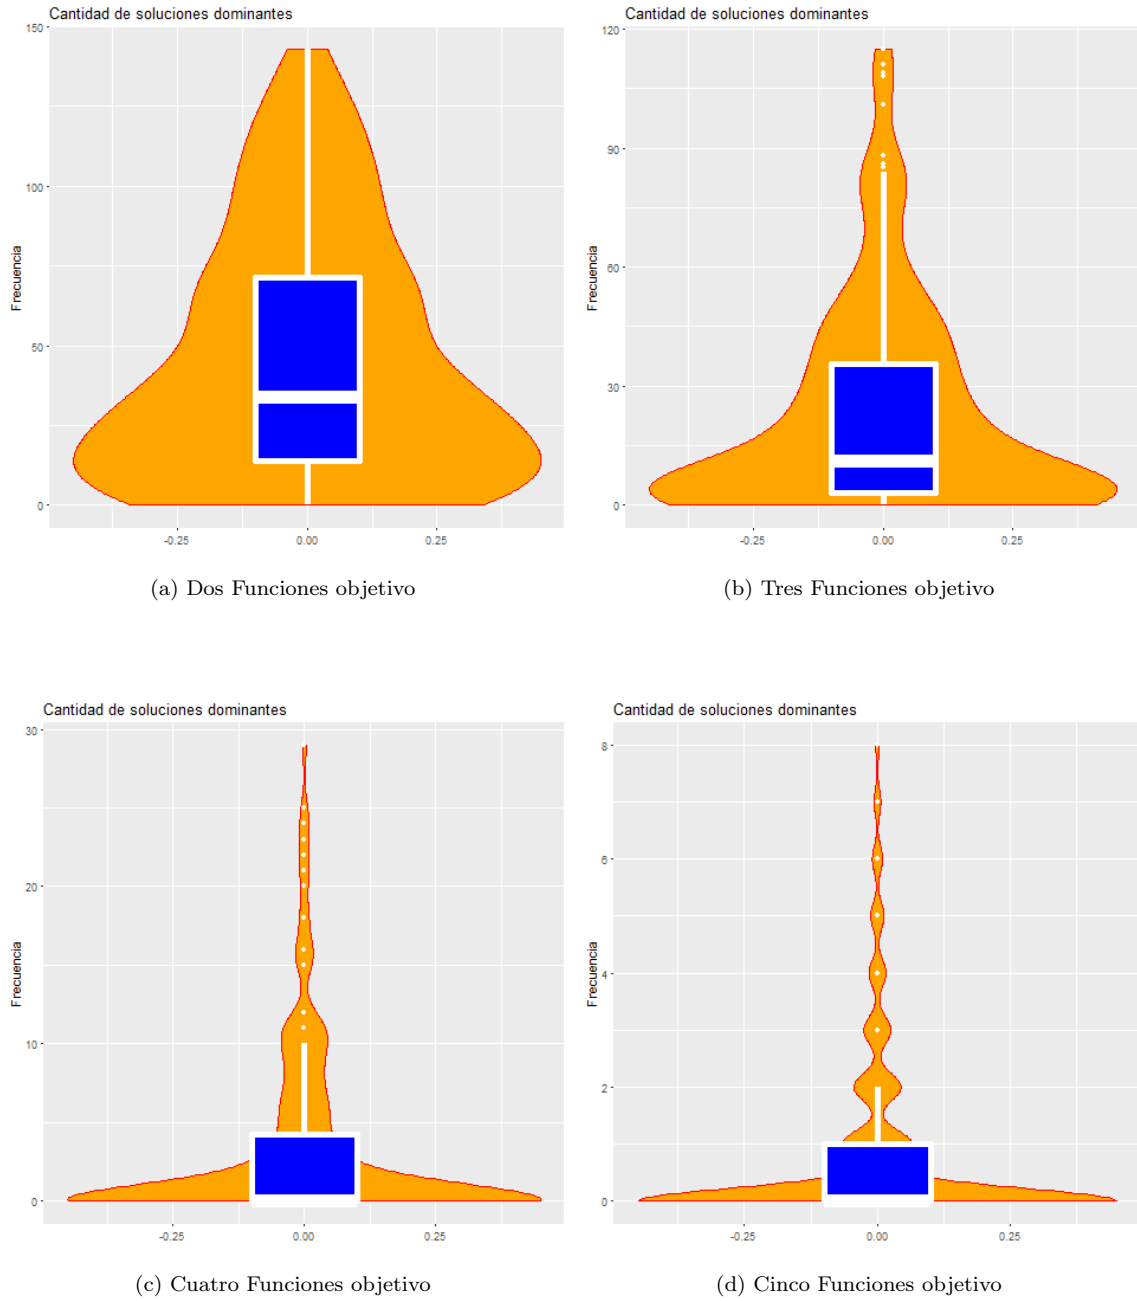 Cantidad de soluciones dominantes
Frecuencia
150
100
50
0
-0.25 0.00 0.25
(a) Dos Funciones objetivo
Cantidad de soluciones dominantes
Frecuencia
120
90
60
30
0
-0.25 0.00 0.25
(b) Tres Funciones objetivo
Cantidad de soluciones dominantes
Frecuencia
30
20
10
0
-0.25 0.00 0.25
(c) Cuatro Funciones objetivo
Cantidad de soluciones dominantes
Frecuencia
8
6
4
2
0
-0.25 0.00 0.25
(d) Cinco Funciones objetivo